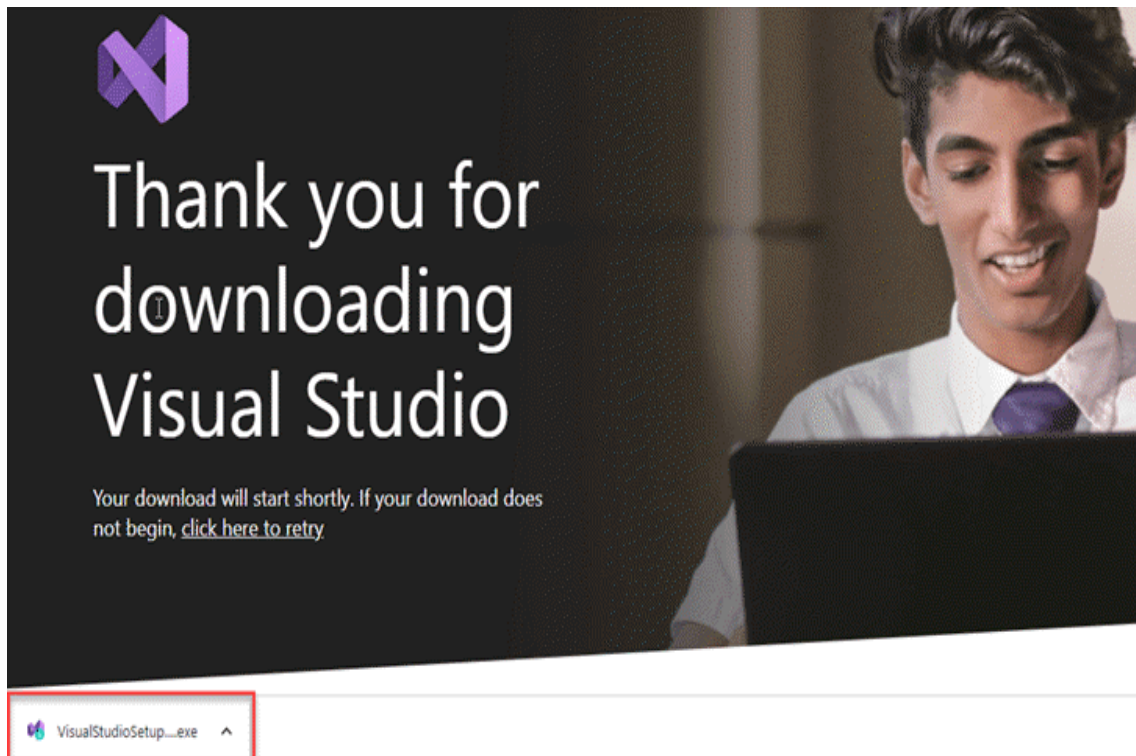 Thank you for
downloading
Visual Studio
Your download will start shortly. If your download does
not begin, click here to retry
VisualStudioSetup....exe